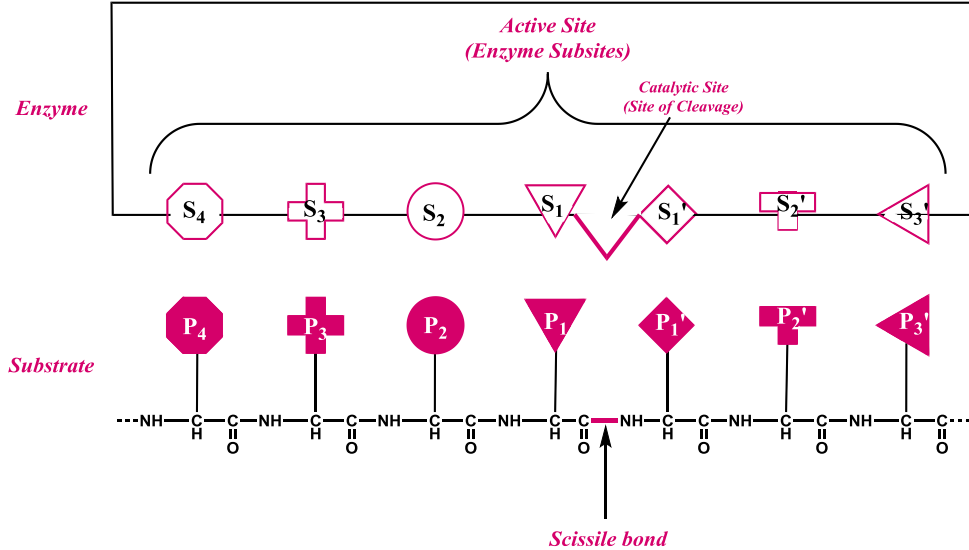 Active Site
(Enzyme Subsites)
Catalytic Site
(Site of Cleavage)
Enzyme
S4 S3 S2 S1 S1' S2' S3'
P4 P3 P2 P1 P1' P2' P3'
Substrate
NH C C NH C C NH C C NH C C NH C C NH C C NH C C
H H H H H H H
O O O O O O O
Scissile bond